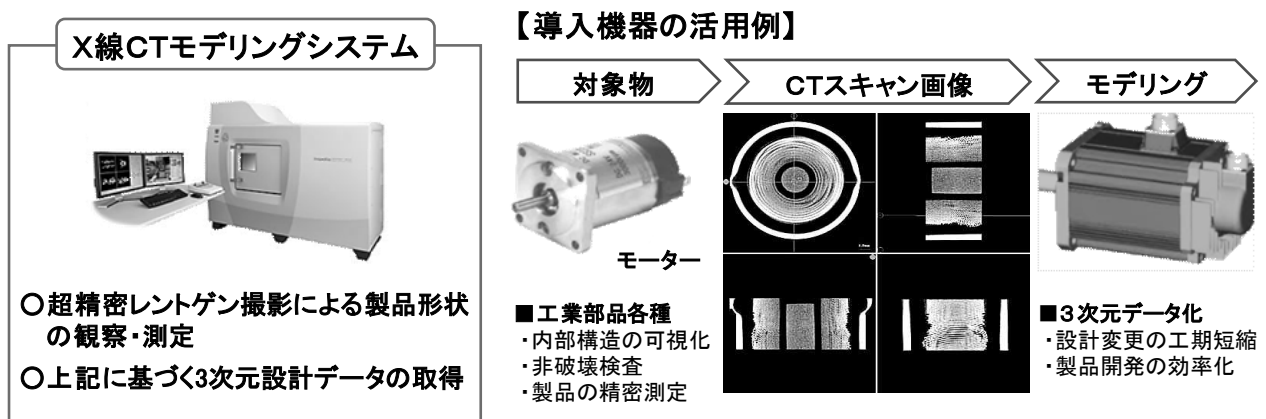 X線CTモデリングシステム
○超精密レントゲン撮影による製品形状
の観察・測定
○上記に基づく3次元設計データの取得
【導入機器の活用例】
対象物
CTスキャン画像
モデリング
モーター
■工業部品各種
・内部構造の可視化
・非破壊検査
・製品の精密測定
■3次元データ化
・設計変更の工期短縮
・製品開発の効率化